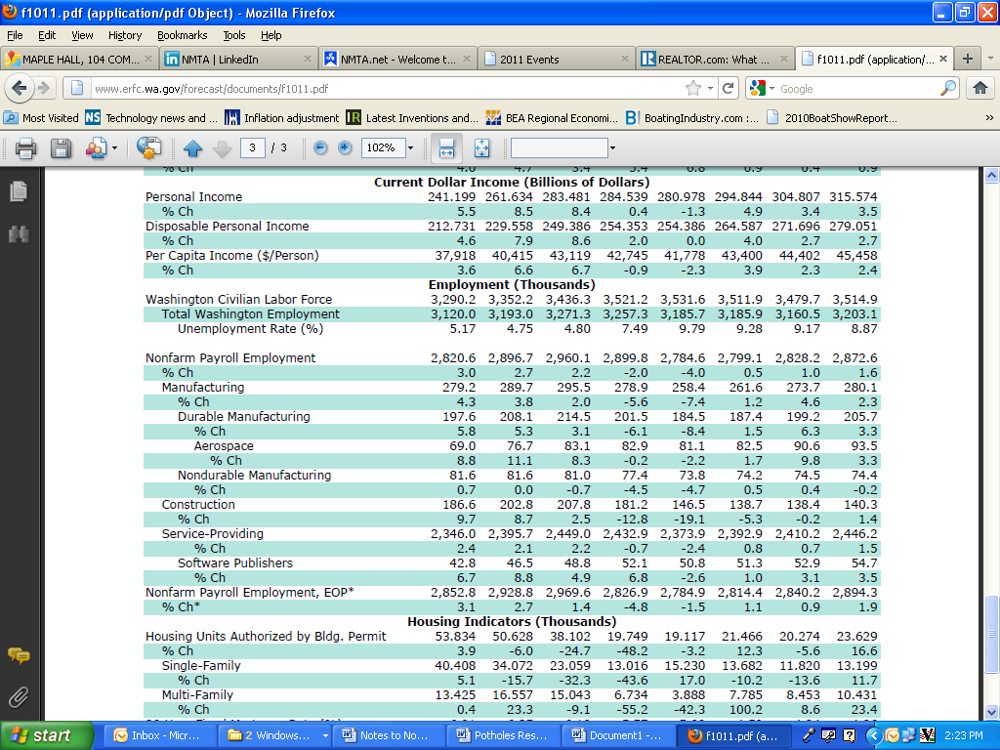 f1011.pdf (application/pdf Object) - Mozilla Firefox
File Edit View History Bookmarks Tools Help
MAPLE HALL, 104 COM... NMTA | LinkedIn NMTA.net - Welcome t... 2011 Events REALTOR.com: What ... f1011.pdf (application/...
www.erfc.wa.gov/forecast/documents/f1011.pdf Google
Most Visited Technology news and ... Inflation adjustment Latest Inventions and... BEA Regional Economi... BoatingIndustry.com :... 2010BoatShowReport... »
3 / 3 102%
% Ch 4.0 4.7 3.4 3.4 0.8 0.9 0.4 0.9
Current Dollar Income (Billions of Dollars)
Personal Income 241.199 261.634 283.481 284.539 280.978 294.844 304.807 315.574
% Ch 5.5 8.5 8.4 0.4 -1.3 4.9 3.4 3.5
Disposable Personal Income 212.731 229.558 249.386 254.353 254.386 264.587 271.696 279.051
% Ch 4.6 7.9 8.6 2.0 0.0 4.0 2.7 2.7
Per Capita Income ($/Person) 37,918 40,415 43,119 42,745 41,778 43,400 44,402 45,458
% Ch 3.6 6.6 6.7 -0.9 -2.3 3.9 2.3 2.4
Employment (Thousands)
Washington Civilian Labor Force 3,290.2 3,352.2 3,436.3 3,521.2 3,531.6 3,511.9 3,479.7 3,514.9
Total Washington Employment 3,120.0 3,193.0 3,271.3 3,257.3 3,185.7 3,185.9 3,160.5 3,203.1
Unemployment Rate (%) 5.17 4.75 4.80 7.49 9.79 9.28 9.17 8.87
Nonfarm Payroll Employment 2,820.6 2,896.7 2,960.1 2,899.8 2,784.6 2,799.1 2,828.2 2,872.6
% Ch 3.0 2.7 2.2 -2.0 -4.0 0.5 1.0 1.6
Manufacturing 279.2 289.7 295.5 278.9 258.4 261.6 273.7 280.1
% Ch 4.3 3.8 2.0 -5.6 -7.4 1.2 4.6 2.3
Durable Manufacturing 197.6 208.1 214.5 201.5 184.5 187.4 199.2 205.7
% Ch 5.8 5.3 3.1 -6.1 -8.4 1.5 6.3 3.3
Aerospace 69.0 76.7 83.1 82.9 81.1 82.5 90.6 93.5
% Ch 8.8 11.1 8.3 -0.2 -2.2 1.7 9.8 3.3
Nondurable Manufacturing 81.6 81.6 81.0 77.4 73.8 74.2 74.5 74.4
% Ch 0.7 0.0 -0.7 -4.5 -4.7 0.5 0.4 -0.2
Construction 186.6 202.8 207.8 181.2 146.5 138.7 138.4 140.3
% Ch 9.7 8.7 2.5 -12.8 -19.1 -5.3 -0.2 1.4
Service-Providing 2,346.0 2,395.7 2,449.0 2,432.9 2,373.9 2,392.9 2,410.2 2,446.2
% Ch 2.4 2.1 2.2 -0.7 -2.4 0.8 0.7 1.5
Software Publishers 42.8 46.5 48.8 52.1 50.8 51.3 52.9 54.7
% Ch 6.7 8.8 4.9 6.8 -2.6 1.0 3.1 3.5
Nonfarm Payroll Employment, EOP* 2,852.8 2,928.8 2,969.6 2,826.9 2,784.9 2,814.4 2,840.2 2,894.3
% Ch* 3.1 2.7 1.4 -4.8 -1.5 1.1 0.9 1.9
Housing Indicators (Thousands)
Housing Units Authorized by Bldg. Permit 53.834 50.628 38.102 19.749 19.117 21.466 20.274 23.629
% Ch 3.9 -6.0 -24.7 -48.2 -3.2 12.3 -5.6 16.6
Single-Family 40.408 34.072 23.059 13.016 15.230 13.682 11.820 13.199
% Ch 5.1 -15.7 -32.3 -43.6 17.0 -10.2 -13.6 11.7
Multi-Family 13.425 16.557 15.043 6.734 3.888 7.785 8.453 10.431
% Ch 0.4 23.3 -9.1 -55.2 -42.3 100.2 8.6 23.4
start Inbox - Micr... 2 Windows... Notes to No... Potholes Res... Document1 -... f1011.pdf (a... 2:23 PM